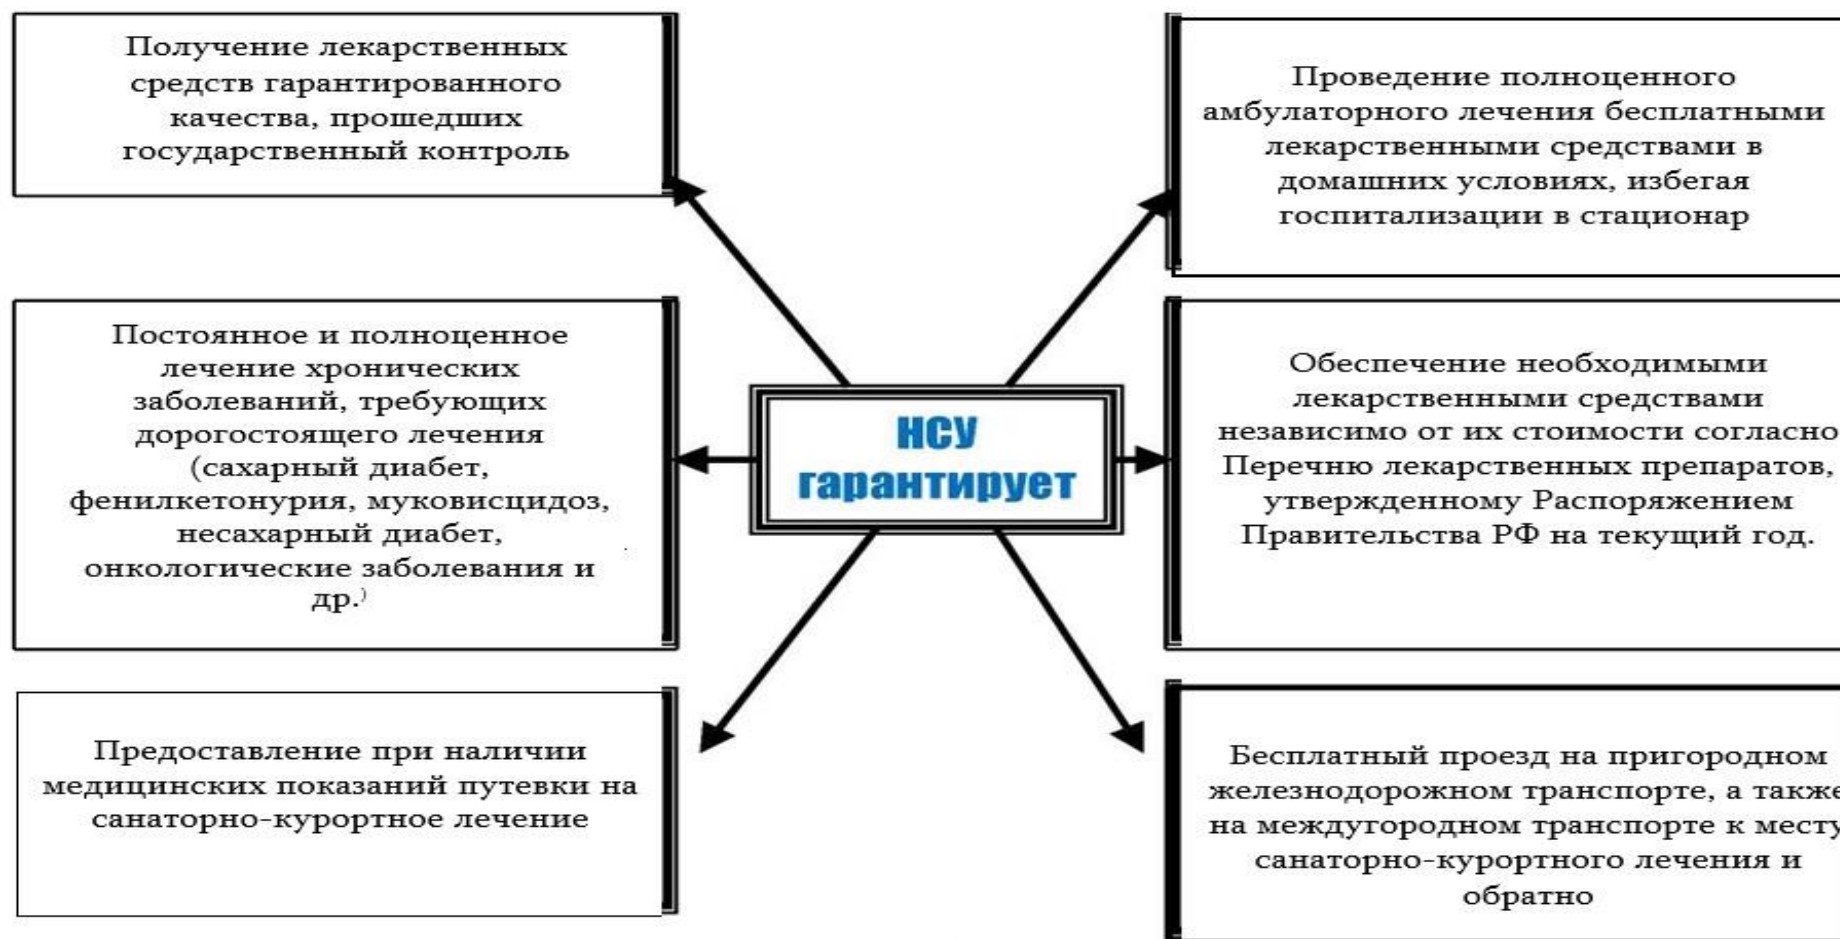 Получение лекарственных
средств гарантированного
качества, прошедших
государственный контроль
Проведение полноценного
амбулаторного лечения бесплатными
лекарственными средствами в
домашних условиях, избегая
госпитализации в стационар
Постоянное и полноценное
лечение хронических
заболеваний, требующих
дорогостоящего лечения
(сахарный диабет,
фенилкетонурия, муковисцидоз,
несахарный диабет,
онкологические заболевания и
др.)
НСУ
гарантирует
Обеспечение необходимыми
лекарственными средствами
независимо от их стоимости согласно
Перечню лекарственных препаратов,
утвержденному Распоряжением
Правительства РФ на текущий год.
Предоставление при наличии
медицинских показаний путевки на
санаторно-курортное лечение
Бесплатный проезд на пригородном
железнодорожном транспорте, а также
на междугородном транспорте к месту
санаторно-курортного лечения и
обратно